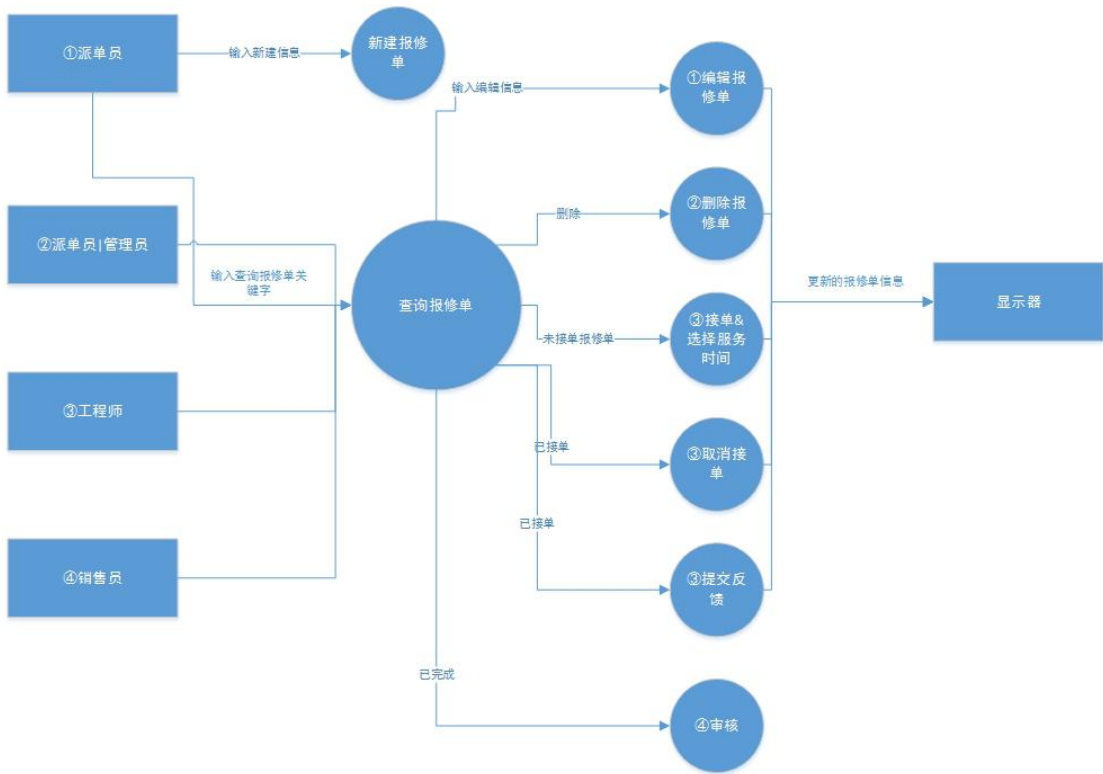 ①派单员
输入新建信息
新建报修
单
输入编辑信息
①编辑报
修单
②派单员|管理员
删除
②删除报
修单
输入查询报修单关
键字
查询报修单
未接单报修单
③接单&
选择服务
时间
更新的报修单信息
显示器
③工程师
已接单
③取消接
单
已接单
③提交反
馈
④销售员
已完成
④审核